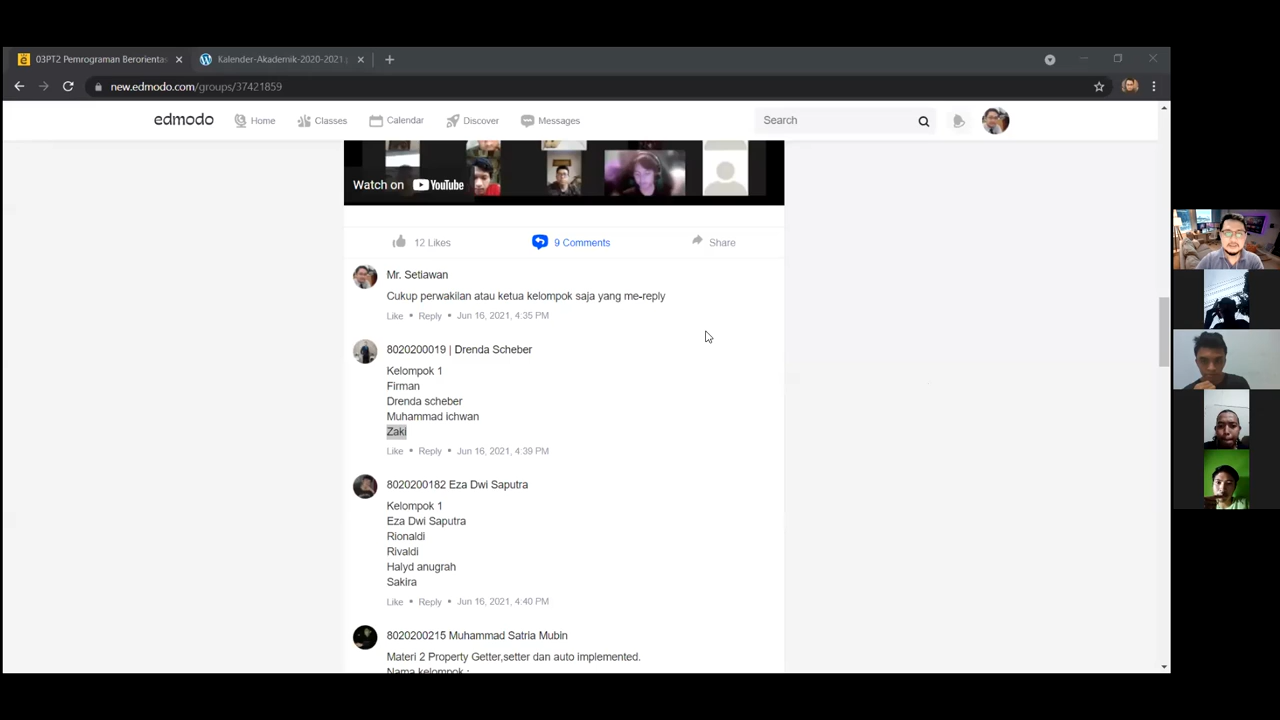 03PT2 Pemrograman Berorientas
Kalender-Akademik-2020-2021
new.edmodo.com/groups/37421859
edmodo
Home
Classes
Calendar
Discover
Messages
Search
Watch on YouTube
12 Likes
9 Comments
Share
Mr. Setiawan
Cukup perwakilan atau ketua kelompok saja yang me-reply
Like • Reply • Jun 16, 2021, 4:35 PM
8020200019 | Drenda Scheber
Kelompok 1
Firman
Drenda scheber
Muhammad ichwan
Zaki
Like • Reply • Jun 16, 2021, 4:39 PM
8020200182 Eza Dwi Saputra
Kelompok 1
Eza Dwi Saputra
Rionaldi
Rivaldi
Halyd anugrah
Sakira
Like • Reply • Jun 16, 2021, 4:40 PM
8020200215 Muhammad Satria Mubin
Materi 2 Property Getter,setter dan auto implemented.
Nama kelompok :